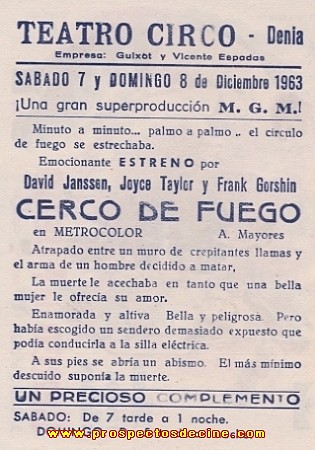 TEATRO CIRCO - Denia
Empresa: Guixot y Vicente Espadas
SABADO 7 y DOMINGO 8 de Diciembre 1963
¡Una gran superproducción M. G. M.!
Minuto a minuto... palmo a palmo .. el círculo
de fuego se estrechaba.
Emocionante ESTRENO por
David Janssen, Joyce Taylor y Frank Gorshin
CERCO DE FUEGO
en METROCOLOR A. Mayores
Atrapado entre un muro de crepitantes llamas y
el arma de un hombre decidido a matar,
La muerte le acechaba en tanto que una bella
mujer le ofrecía su amor.
Enamorada y altiva Bella y peligrosa. Pero
había escogido un sendero demasiado expuesto que
podía conducirla a la silla eléctrica.
A sus pies se abría un abismo. El más mínimo
descuido suponía la muerte.
UN PRECIOSO COMPLEMENTO
SABADO: De 7 tarde a 1 noche.
DOMINGO
www.prospectosdecine.com